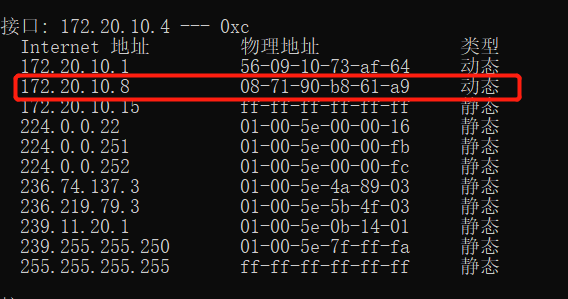 接口: 172.20.10.4 --- 0xc
Internet 地址 物理地址 类型
172.20.10.1 56-09-10-73-af-64 动态
172.20.10.8 08-71-90-b8-61-a9 动态
172.20.10.15 ff-ff-ff-ff-ff-ff 静态
224.0.0.22 01-00-5e-00-00-16 静态
224.0.0.251 01-00-5e-00-00-fb 静态
224.0.0.252 01-00-5e-00-00-fc 静态
236.74.137.3 01-00-5e-4a-89-03 静态
236.219.79.3 01-00-5e-5b-4f-03 静态
239.11.20.1 01-00-5e-0b-14-01 静态
239.255.255.250 01-00-5e-7f-ff-fa 静态
255.255.255.255 ff-ff-ff-ff-ff-ff 静态